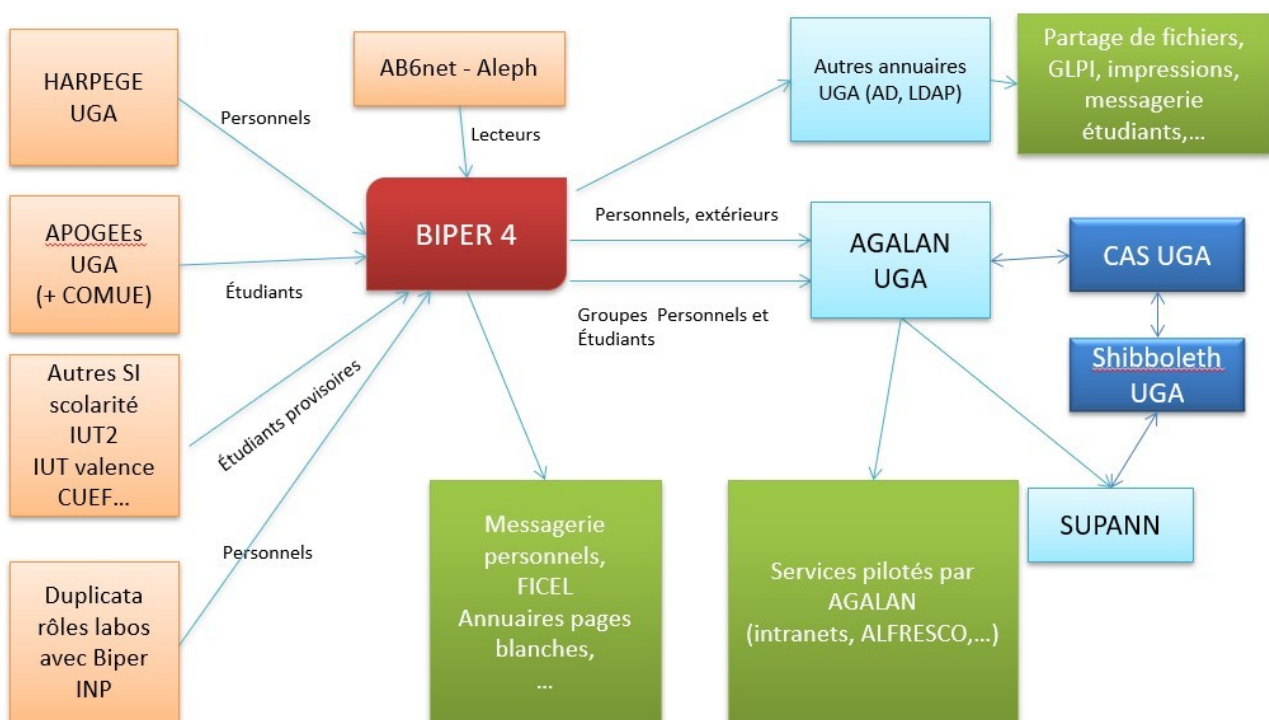 HARPEGE
UGA
Personnels
AB6net - Aleph
Lecteurs
Autres annuaires
UGA (AD, LDAP)
Partage de fichiers,
GLPI, impressions,
messagerie
étudiants,...
APOGEEs
UGA
(+ COMUE)
Étudiants
BIPER 4
Personnels, extérieurs
Groupes Personnels et
Étudiants
AGALAN
UGA
CAS UGA
Shibboleth
UGA
Autres SI
scolarité
IUT2
IUT valence
CUEF...
Étudiants provisoires
Personnels
Duplicata
rôles labos
avec Biper
INP
Messagerie
personnels,
FICEL
Annuaires pages
blanches,
...
Services pilotés par
AGALAN
(intranets, ALFRESCO,...)
SUPANN